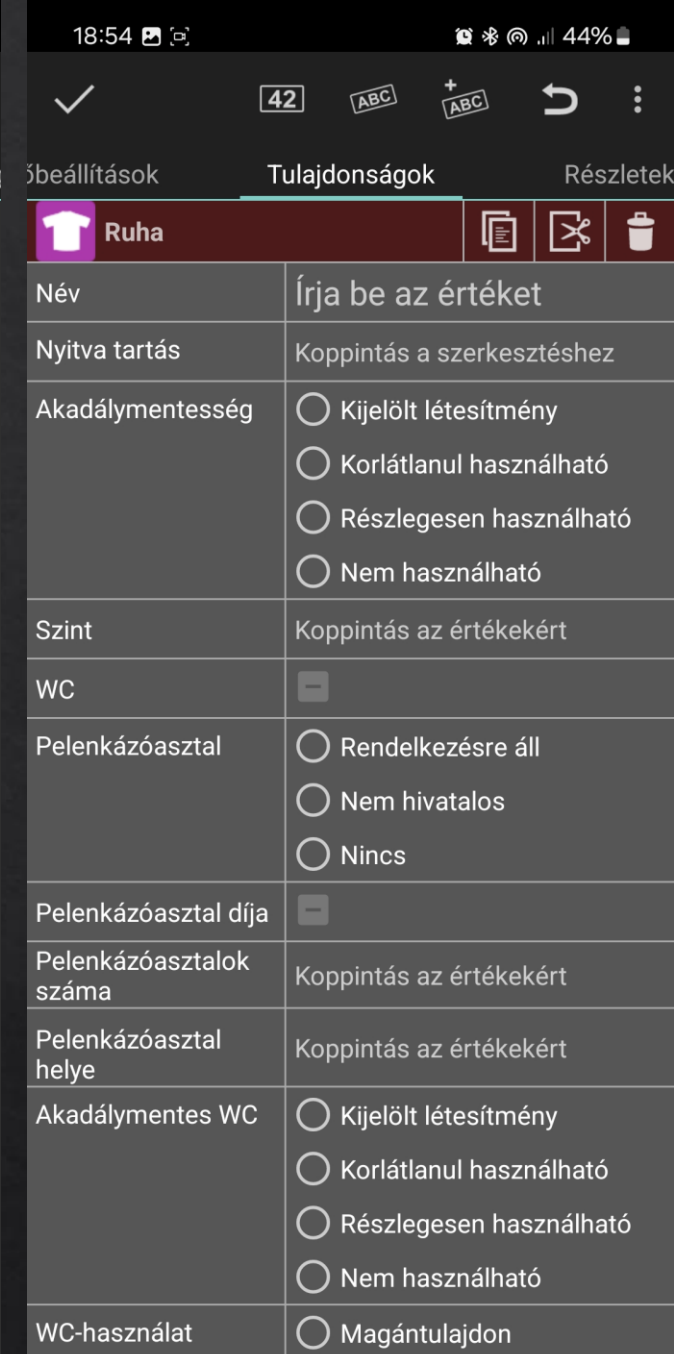 18:54 44%
42 ABC +ABC
őbeállítások Tulajdonságok Részletek
Ruha
Név Írja be az értéket
Nyitva tartás Koppintás a szerkesztéshez
Akadálymentesség Kijelölt létesítmény
Korlátlanul használható
Részlegesen használható
Nem használható
Szint Koppintás az értékekért
WC
Pelenkázóasztal Rendelkezésre áll
Nem hivatalos
Nincs
Pelenkázóasztal díja
Pelenkázóasztalok
száma Koppintás az értékekért
Pelenkázóasztal
helye Koppintás az értékekért
Akadálymentes WC Kijelölt létesítmény
Korlátlanul használható
Részlegesen használható
Nem használható
WC-használat Magántulajdon